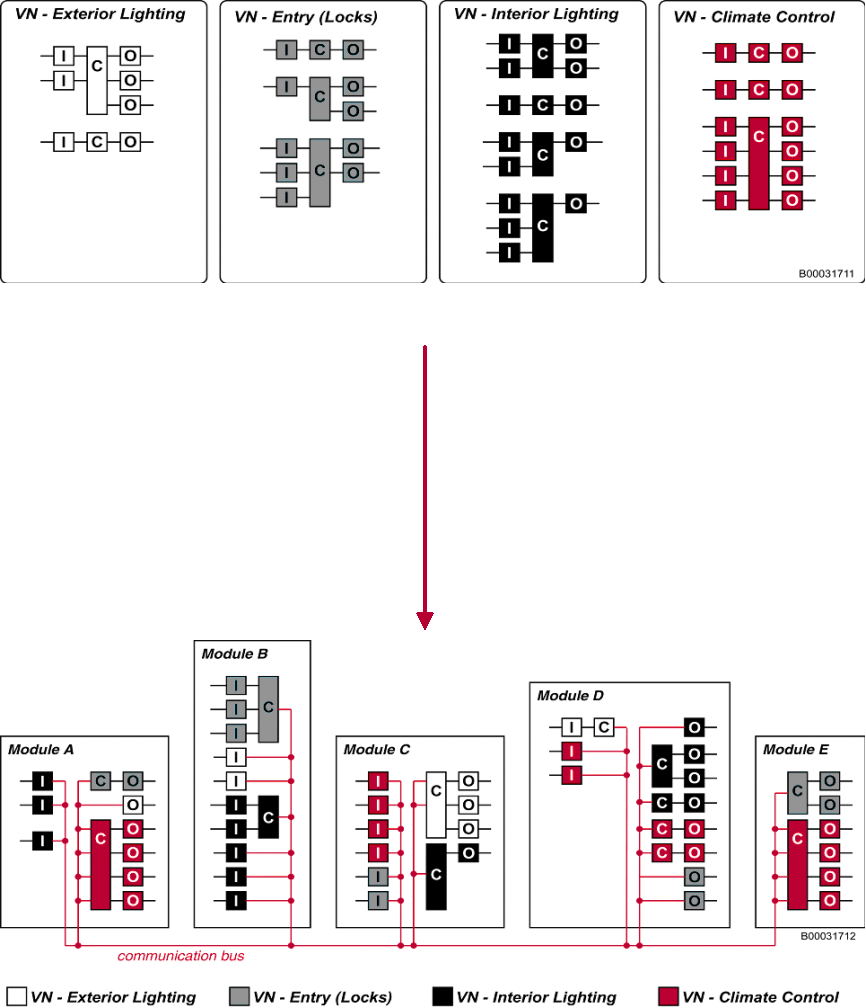 VN - Exterior Lighting
VN - Entry (Locks)
VN - Interior Lighting
VN - Climate Control
I C O
I O
O
I C O
I C O
I C O
O
I C O
I O
I
I C O
I O
I C O
I C O
I
I C O
I
I
I C O
I C O
I C O
I O
I O
I O
B00031711
Module B
Module D
Module A
Module C
Module E
I C O
I O
I C O
O
O
O
I C
I
I
I
I
I C
I
I
I
I
I C O
I O
I O
I C O
I
I
I C O
I C O
I O
C O
C O
C O
O
O
C O
O
C O
O
O
O
B00031712
communication bus
VN - Exterior Lighting
VN - Entry (Locks)
VN - Interior Lighting
VN - Climate Control